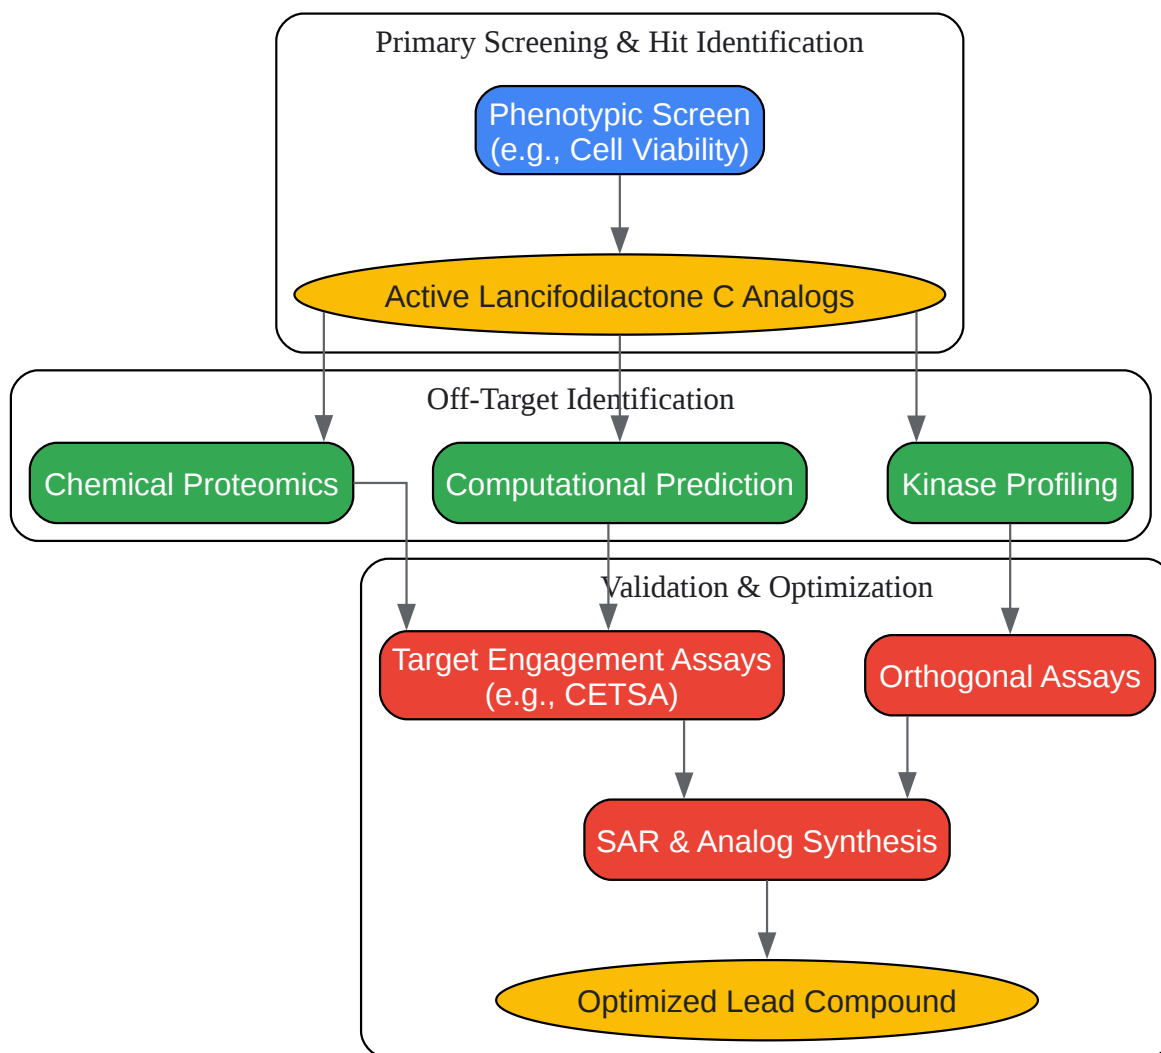 Primary Screening & Hit Identification
Phenotypic Screen
(e.g., Cell Viability)
Active Lancifodilactone C Analogs
Off-Target Identification
Chemical Proteomics
Computational Prediction
Kinase Profiling
Validation & Optimization
Target Engagement Assays
(e.g., CETSA)
Orthogonal Assays
SAR & Analog Synthesis
Optimized Lead Compound